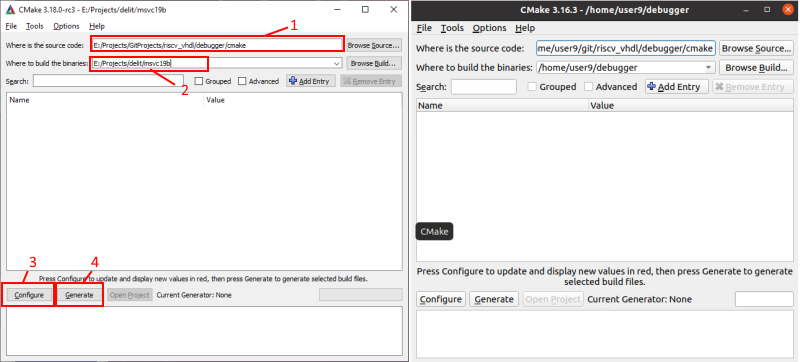 CMake 3.18.0-rc3 - E:/Projects/delit/msvc19b
File Tools Options Help
1
Where is the source code: E:/Projects/GitProjects/riscv_vhdl/debugger/cmake Browse Source...
Where to build the binaries: E:/Projects/delit/msvc19b Browse Build...
2
Search: Grouped Advanced Add Entry Remove Entry
Name Value
3 4
Press Configure to update and display new values in red, then press Generate to generate selected build files.
Configure Generate Open Project Current Generator: None
CMake 3.16.3 - /home/user9/debugger
File Tools Options Help
Where is the source code: me/user9/git/riscv_vhdl/debugger/cmake Browse Source...
Where to build the binaries: /home/user9/debugger Browse Build...
Search: Grouped Advanced Add Entry Remove Entry
Name Value
CMake
Press Configure to update and display new values in red, then press Generate to generate
selected build files.
Configure Generate Open Project Current Generator: None